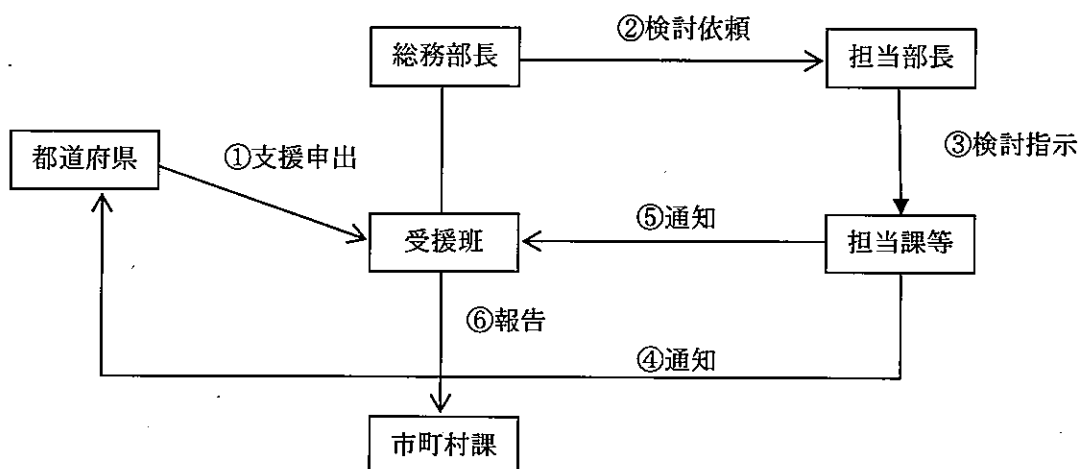 ②検討依頼
総務部長
担当部長
都道府県
①支援申出
③検討指示
受援班
⑤通知
担当課等
⑥報告
④通知
市町村課